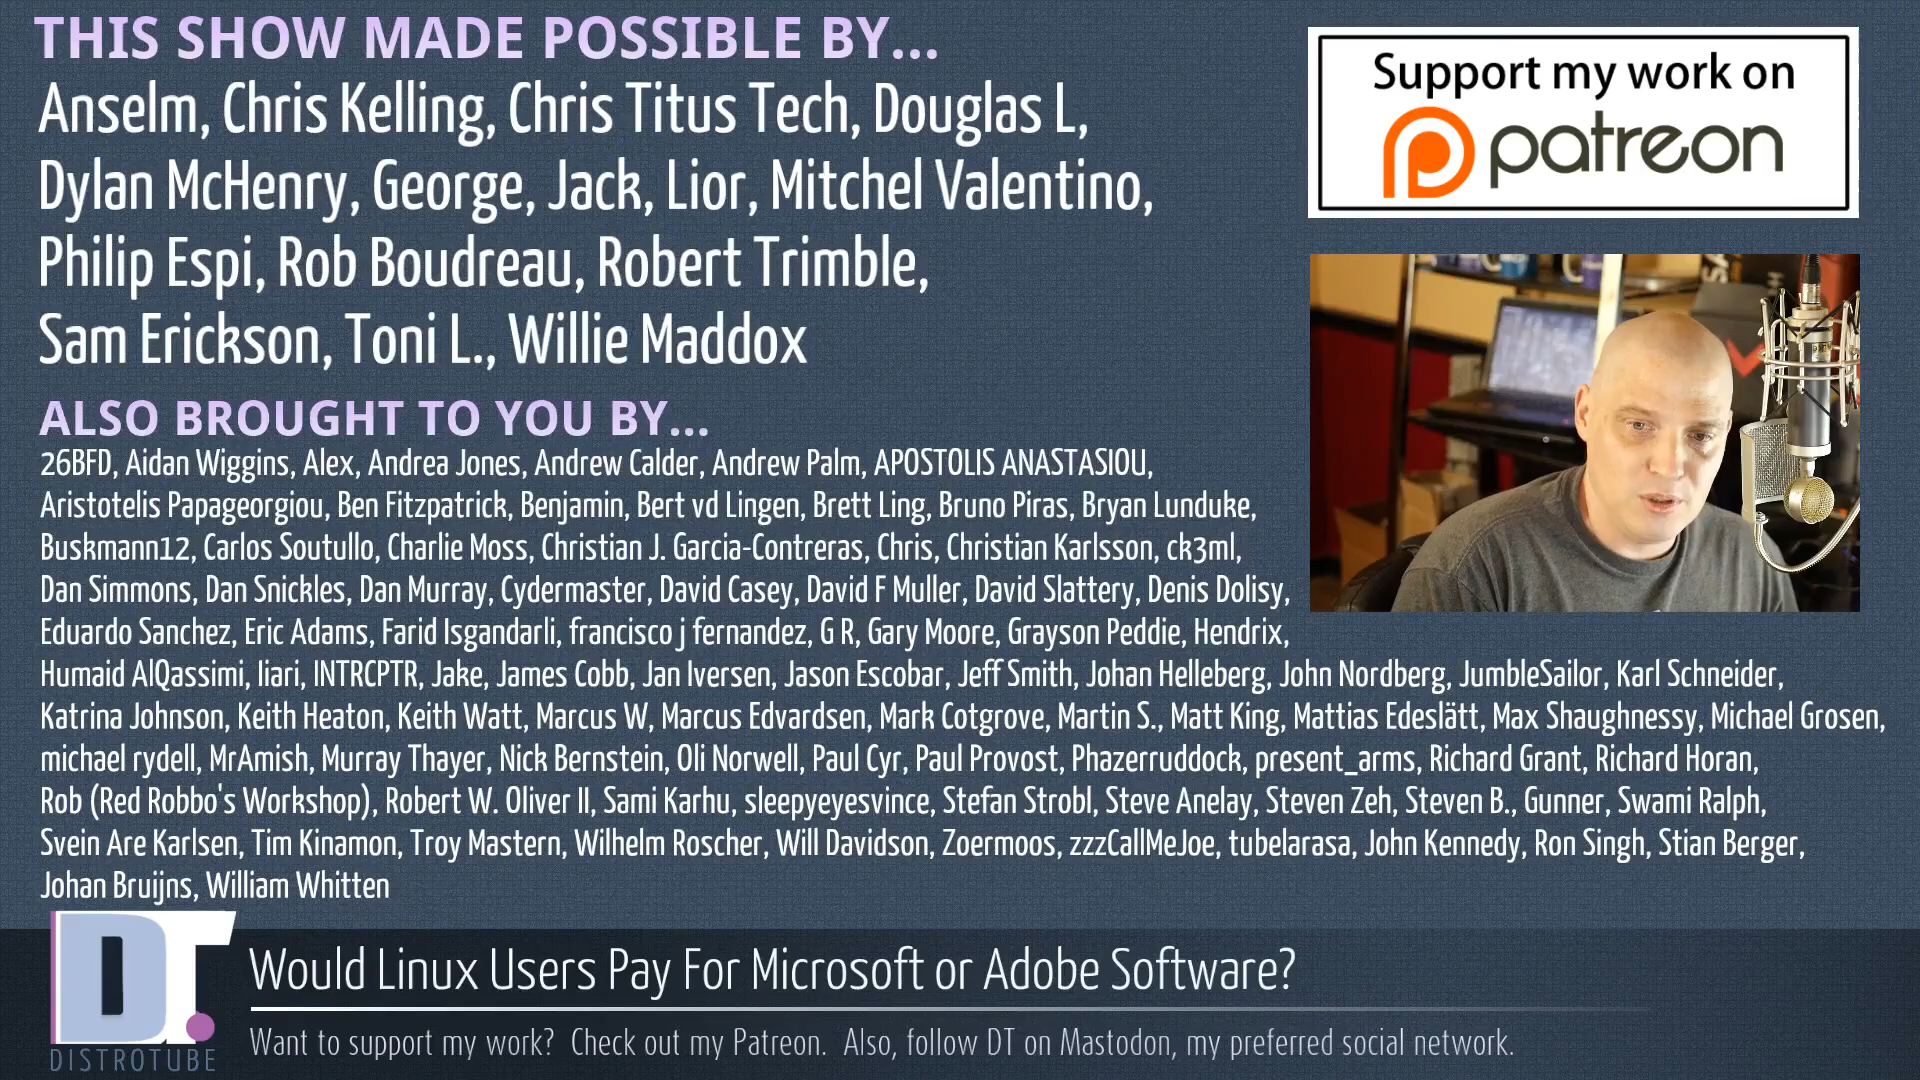 THIS SHOW MADE POSSIBLE BY...
Anselm, Chris Kelling, Chris Titus Tech, Douglas L,
Dylan McHenry, George, Jack, Lior, Mitchel Valentino,
Philip Espi, Rob Boudreau, Robert Trimble,
Sam Erickson, Toni L., Willie Maddox
Support my work on
patreon
ALSO BROUGHT TO YOU BY...
26BFD, Aidan Wiggins, Alex, Andrea Jones, Andrew Calder, Andrew Palm, APOSTOLIS ANASTASIOU,
Aristotelis Papageorgiou, Ben Fitzpatrick, Benjamin, Bert vd Lingen, Brett Ling, Bruno Piras, Bryan Lunduke,
Buskmann12, Carlos Soutullo, Charlie Moss, Christian J. Garcia-Contreras, Chris, Christian Karlsson, ck3ml,
Dan Simmons, Dan Snickles, Dan Murray, Cydermaster, David Casey, David F Muller, David Slattery, Denis Dolisy,
Eduardo Sanchez, Eric Adams, Farid Isgandarli, francisco j fernandez, G R, Gary Moore, Grayson Peddie, Hendrix,
Humaid AlQassimi, Iiari, INTRCPTR, Jake, James Cobb, Jan Iversen, Jason Escobar, Jeff Smith, Johan Helleberg, John Nordberg, JumbleSailor, Karl Schneider,
Katrina Johnson, Keith Heaton, Keith Watt, Marcus W, Marcus Edvardsen, Mark Cotgrove, Martin S., Matt King, Mattias Edeslätt, Max Shaughnessy, Michael Grosen,
michael rydell, MrAmish, Murray Thayer, Nick Bernstein, Oli Norwell, Paul Cyr, Paul Provost, Phazerruddock, present_arms, Richard Grant, Richard Horan,
Rob (Red Robbo's Workshop), Robert W. Oliver II, Sami Karhu, sleepyeyesvince, Stefan Strobl, Steve Anelay, Steven Zeh, Steven B., Gunner, Swami Ralph,
Svein Are Karlsen, Tim Kinamon, Troy Mastern, Wilhelm Roscher, Will Davidson, Zoermoos, zzzCallMeJoe, tubelarasa, John Kennedy, Ron Singh, Stian Berger,
Johan Bruijns, William Whitten
DT
DISTROTUBE
Would Linux Users Pay For Microsoft or Adobe Software?
Want to support my work? Check out my Patreon. Also, follow DT on Mastodon, my preferred social network.